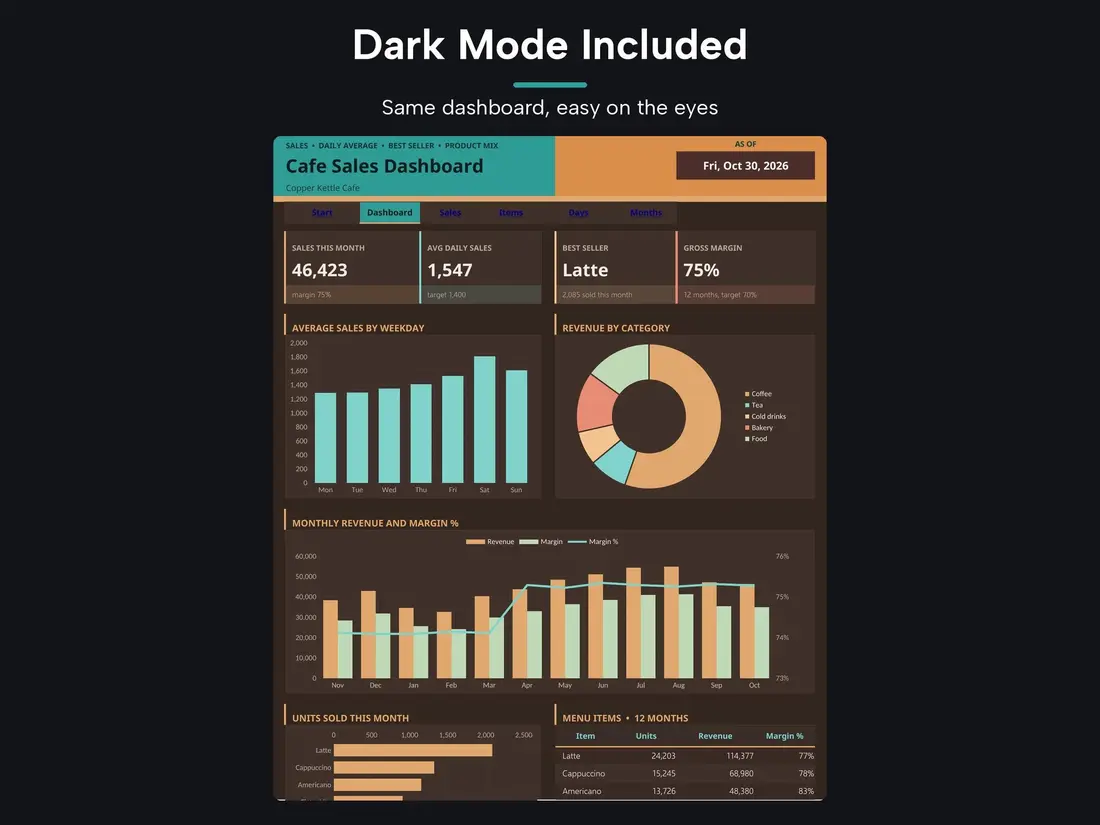 Dark Mode Included
Same dashboard, easy on the eyes
SALES • DAILY AVERAGE • BEST SELLER • PRODUCT MIX
Cafe Sales Dashboard
Copper Kettle Cafe
AS OF
Fri, Oct 30, 2026
Start Dashboard Sales Items Days Months
SALES THIS MONTH
46,423
margin 75%
AVG DAILY SALES
1,547
target 1,400
BEST SELLER
Latte
2,085 sold this month
GROSS MARGIN
75%
12 months, target 70%
AVERAGE SALES BY WEEKDAY
2,000
1,800
1,600
1,400
1,200
1,000
800
600
400
200
0
Mon Tue Wed Thu Fri Sat Sun
REVENUE BY CATEGORY
Coffee
Tea
Cold drinks
Bakery
Food
MONTHLY REVENUE AND MARGIN %
Revenue Margin Margin %
60,000 76%
50,000
40,000 75%
30,000
20,000 74%
10,000
0 73%
Nov Dec Jan Feb Mar Apr May Jun Jul Aug Sep Oct
UNITS SOLD THIS MONTH
0 500 1,000 1,500 2,000 2,500
Latte
Cappuccino
Americano
MENU ITEMS • 12 MONTHS
Item Units Revenue Margin %
Latte 24,203 114,377 77%
Cappuccino 15,245 68,980 78%
Americano 13,726 48,380 83%